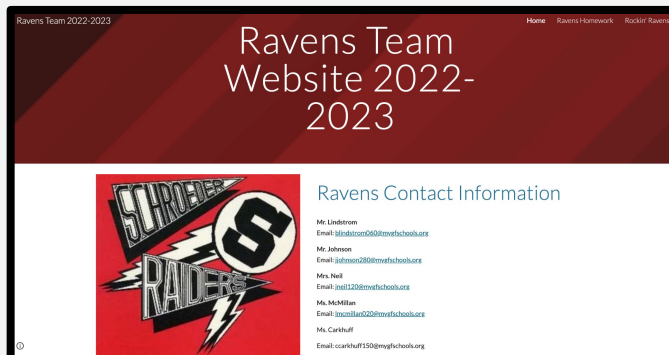 Ravens Team 2022-2023
Home Ravens Homework Rockin' Ravens
Ravens Team
Website 2022-
2023
SCHROEDER
S
RAIDERS
Ravens Contact Information
Mr. Lindstrom
Email: blindstrom060@mygfschools.org
Mr. Johnson
Email: jjohnson280@mygfschools.org
Mrs. Neil
Email: jneil120@mygfschools.org
Ms. McMillan
Email: lmcmillan020@mygfschools.org
Ms. Carkhuff
Email: ccarkhuff150@mygfschools.org